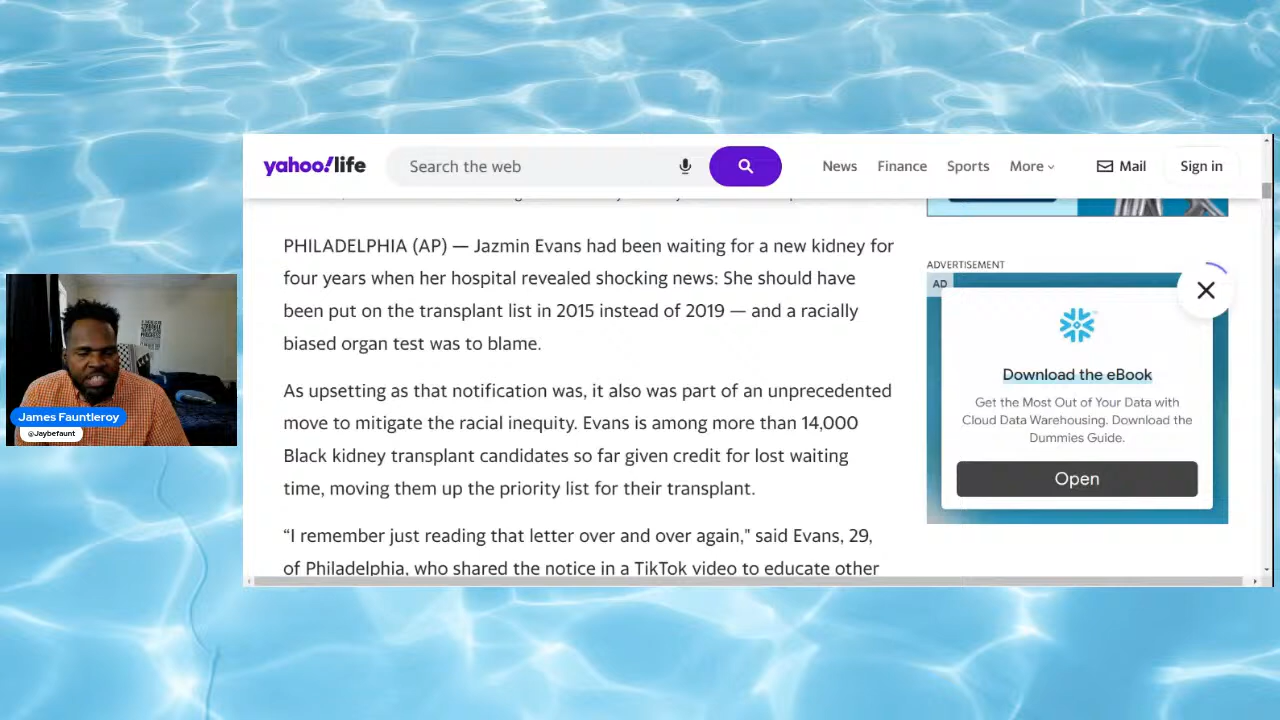 yahoo!life
Search the web
News Finance Sports More Mail Sign in
PHILADELPHIA (AP) — Jazmin Evans had been waiting for a new kidney for
four years when her hospital revealed shocking news: She should have
been put on the transplant list in 2015 instead of 2019 — and a racially
biased organ test was to blame.
As upsetting as that notification was, it also was part of an unprecedented
move to mitigate the racial inequity. Evans is among more than 14,000
Black kidney transplant candidates so far given credit for lost waiting
time, moving them up the priority list for their transplant.
“I remember just reading that letter over and over again,” said Evans, 29,
of Philadelphia, who shared the notice in a TikTok video to educate other
ADVERTISEMENT
AD
Download the eBook
Get the Most Out of Your Data with
Cloud Data Warehousing. Download the
Dummies Guide.
Open
James Fauntleroy
@Jaybefaunt